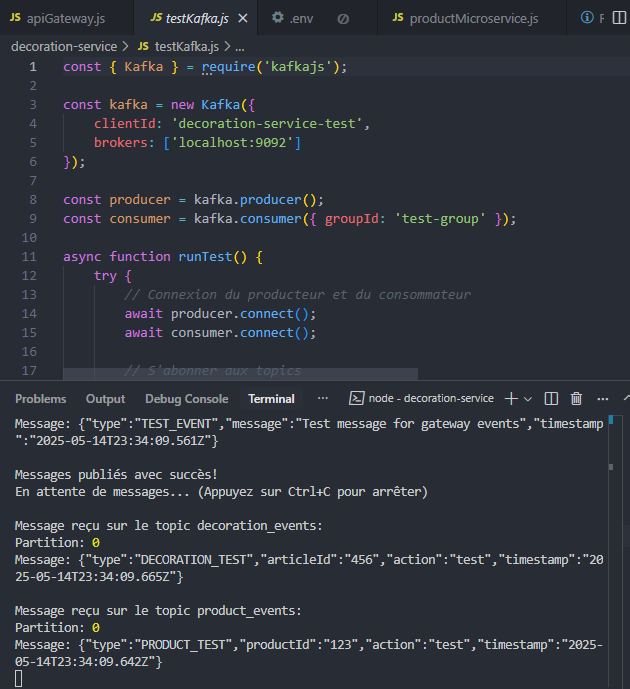 JS apiGateway.js JS testKafka.js × .env JS productMicroservice.js
decoration-service > JS testKafka.js > ...
1 const { Kafka } = require('kafkajs');
2
3 const kafka = new Kafka({
4 clientId: 'decoration-service-test',
5 brokers: ['localhost:9092']
6 });
7
8 const producer = kafka.producer();
9 const consumer = kafka.consumer({ groupId: 'test-group' });
10
11 async function runTest() {
12 try {
13 // Connexion du producteur et du consommateur
14 await producer.connect();
15 await consumer.connect();
16
17 // S'abonner aux topics
Problems Output Debug Console Terminal ... node - decoration-service
Message: {"type":"TEST_EVENT","message":"Test message for gateway events","timestamp
":"2025-05-14T23:34:09.561Z"}
Messages publiés avec succès!
En attente de messages... (Appuyez sur Ctrl+C pour arrêter)
Message reçu sur le topic decoration_events:
Partition: 0
Message: {"type":"DECORATION_TEST","articleId":"456","action":"test","timestamp":"202
5-05-14T23:34:09.665Z"}
Message reçu sur le topic product_events:
Partition: 0
Message: {"type":"PRODUCT_TEST","productId":"123","action":"test","timestamp":"2025-
05-14T23:34:09.642Z"}